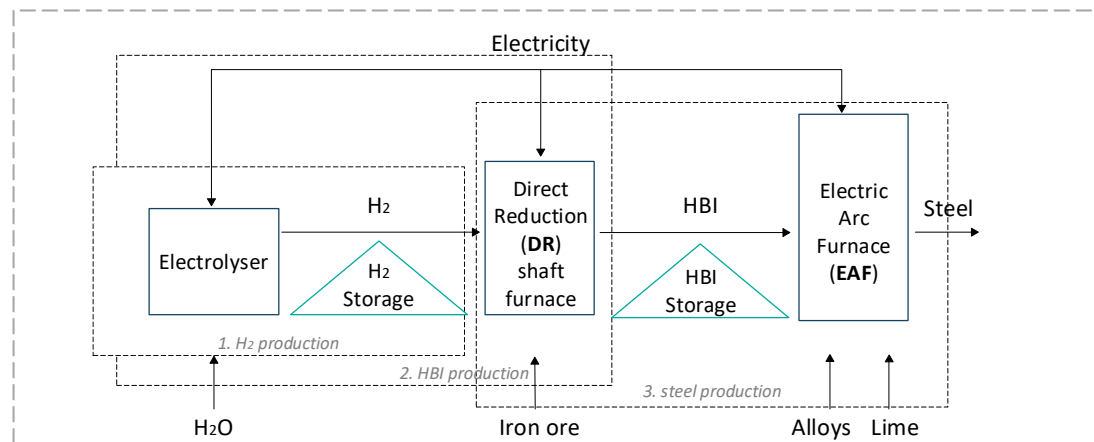 Electricity
Electrolyser
H₂
H₂
Storage
1. H₂ production
Direct
Reduction
(DR)
shaft
furnace
2. HBI production
HBI
HBI
Storage
Electric
Arc
Furnace
(EAF)
Steel
3. steel production
H₂O
Iron ore
Alloys
Lime